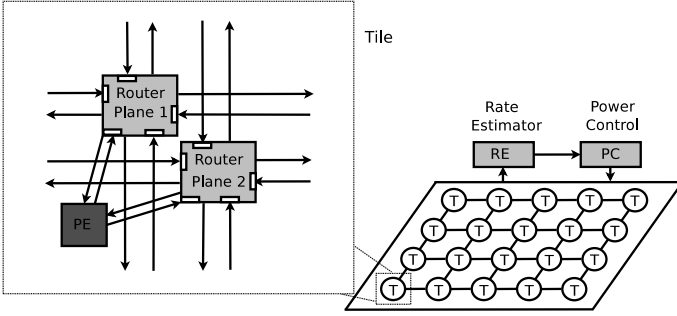 Tile
Router
Plane 1
Router
Plane 2
PE
Rate
Estimator
Power
Control
RE
PC
T T T T T
T T T T T
T T T T T
T T T T T